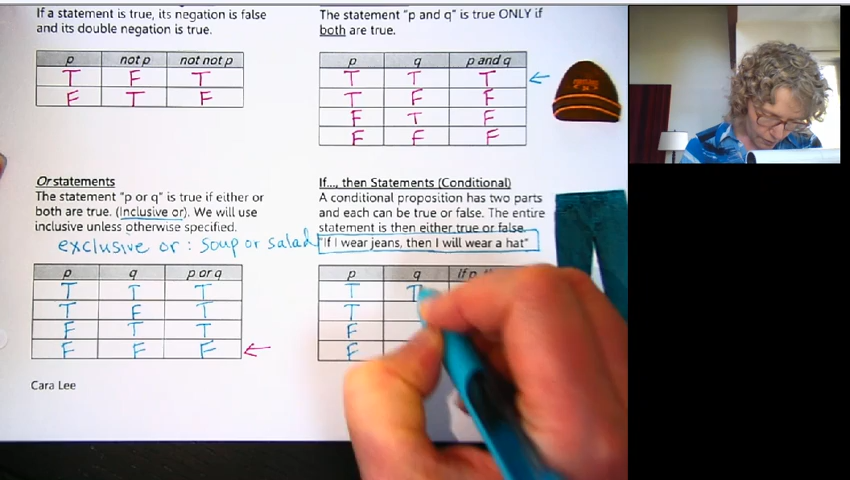 If a statement is true, its negation is false
and its double negation is true.
p not p not not p
T F T
F T F
The statement "p and q" is true ONLY if
both are true.
p q p and q
T T T
T F F
F T F
F F F
Or statements
The statement "p or q" is true if either or
both are true. (Inclusive or). We will use
inclusive unless otherwise specified.
exclusive or : soup or salad
p q p or q
T T T
T F T
F T T
F F F
If..., then Statements (Conditional)
A conditional proposition has two parts
and each can be true or false. The entire
statement is then either true or false.
"If I wear jeans, then I will wear a hat"
p q if p,
T T
T
F
F
Cara Lee